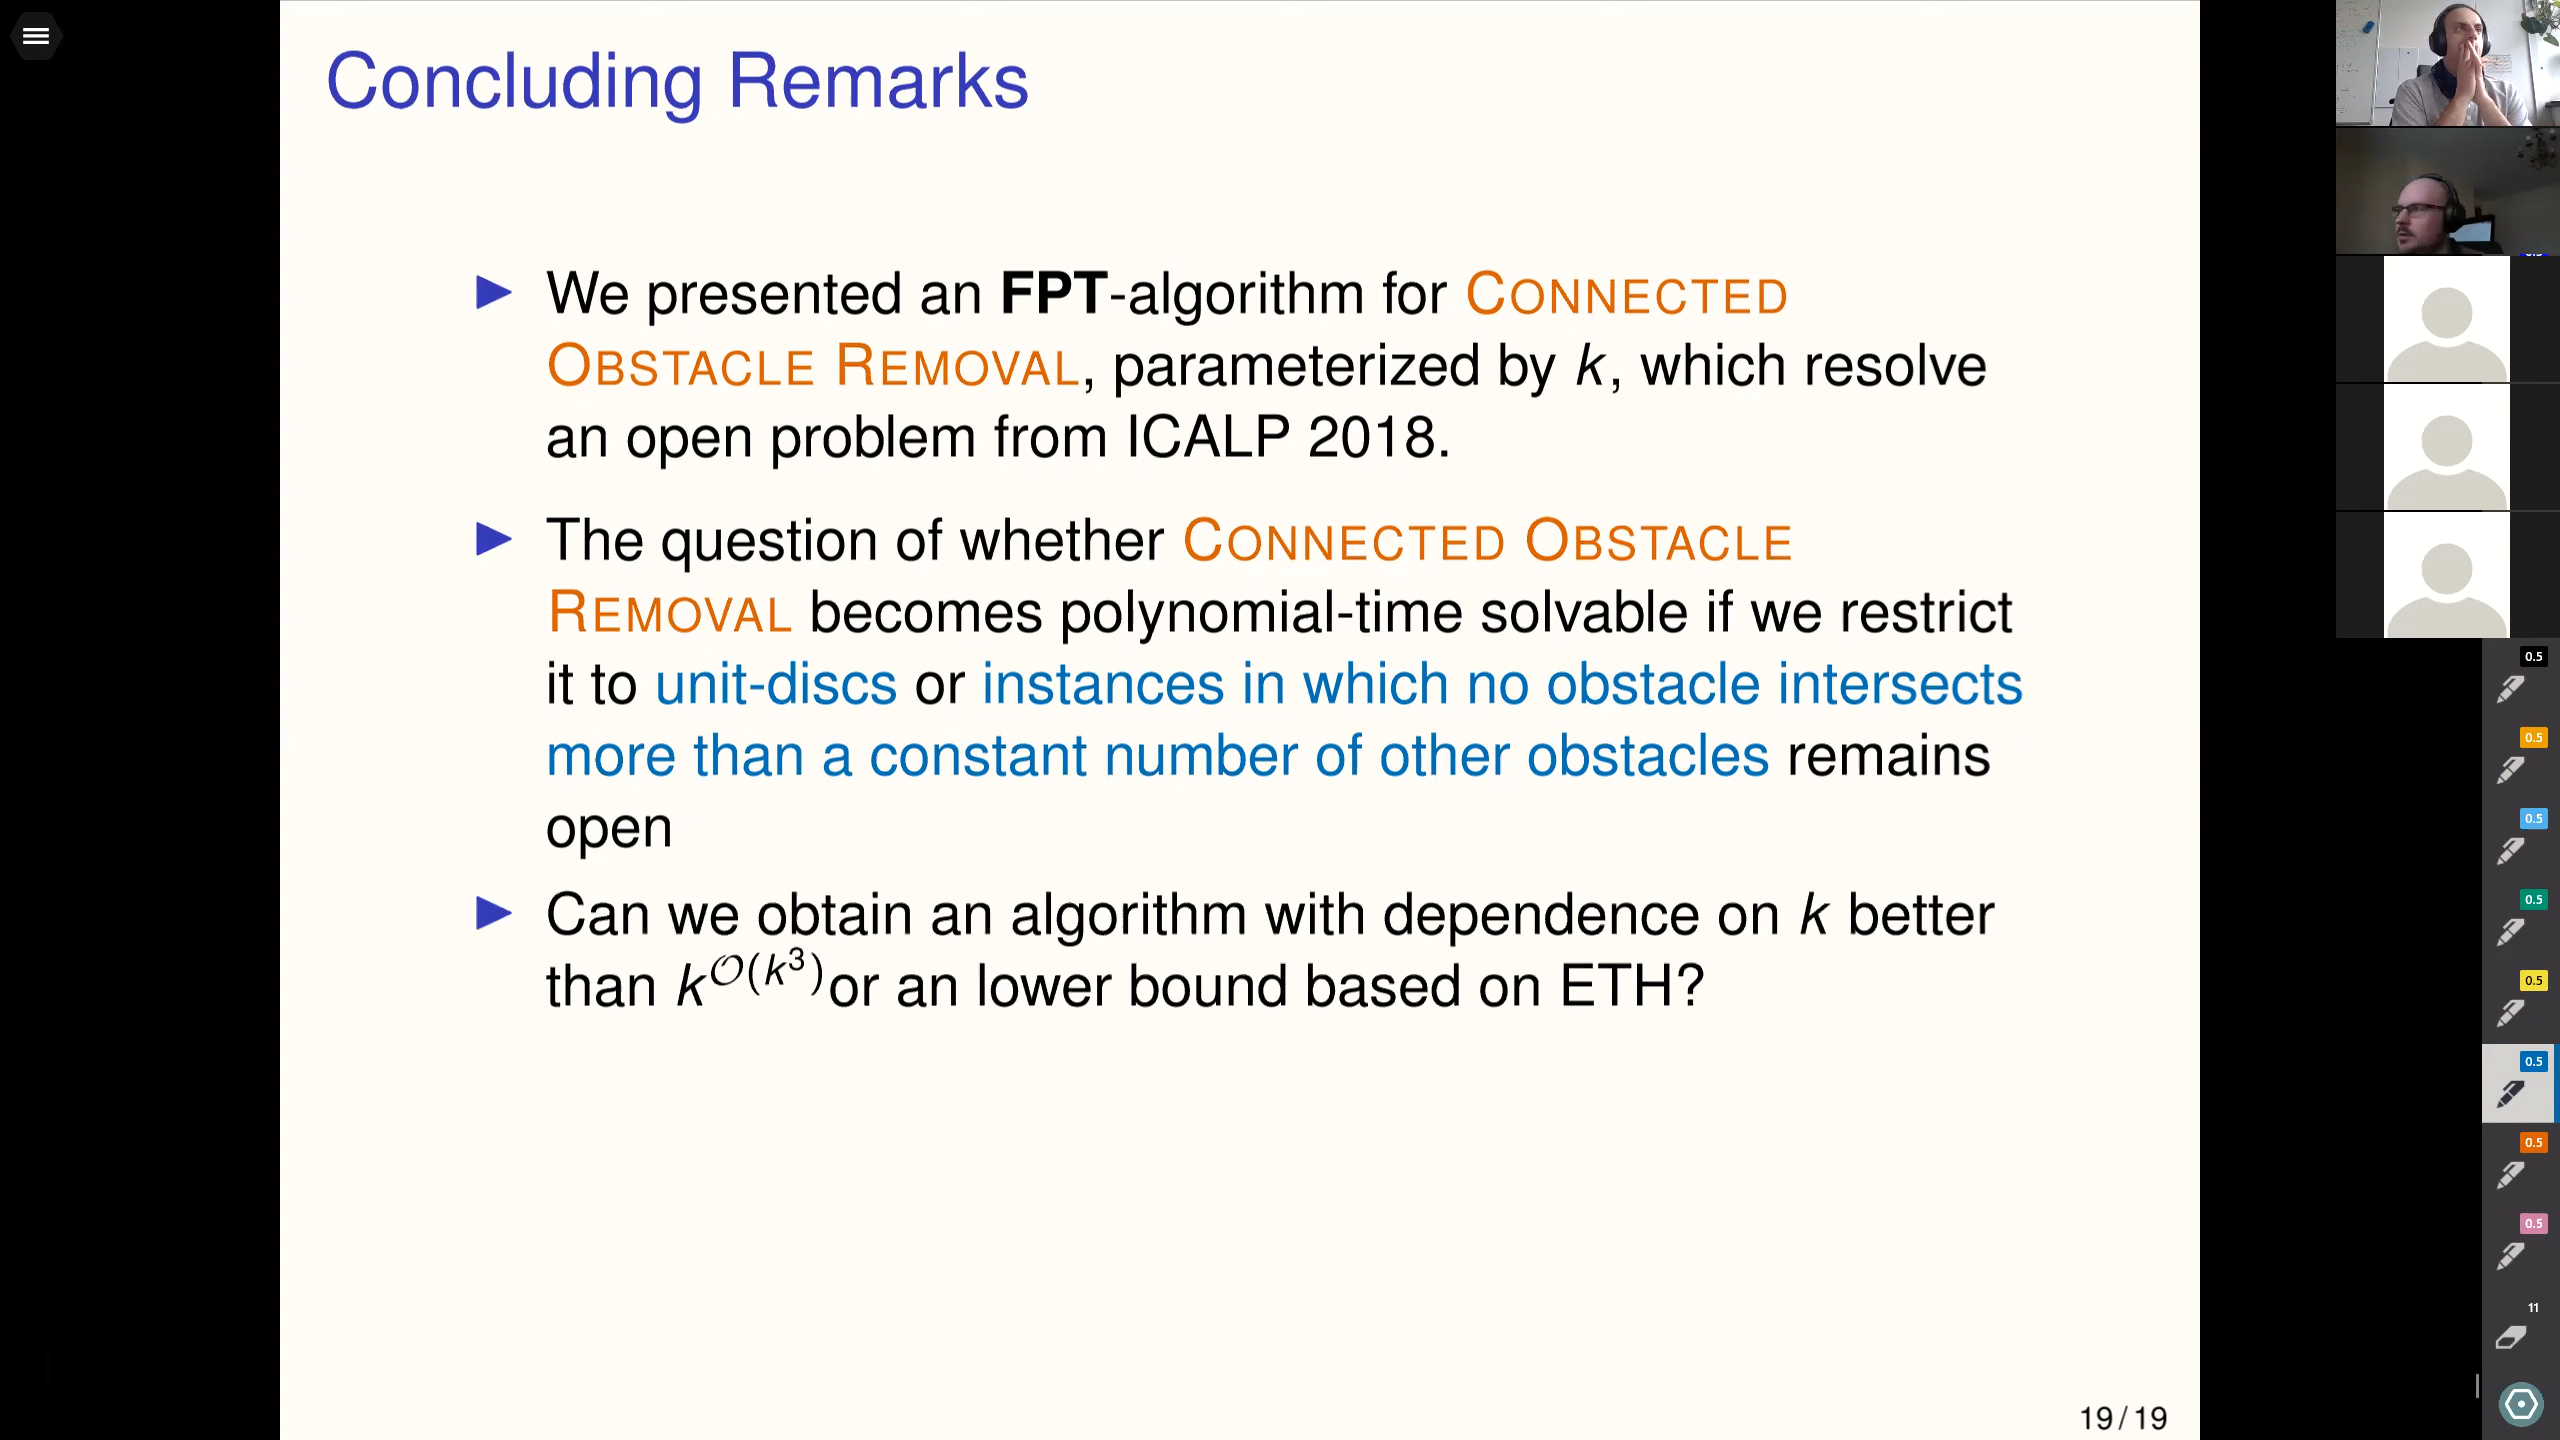 Concluding Remarks
We presented an FPT-algorithm for CONNECTED
OBSTACLE REMOVAL, parameterized by k, which resolve
an open problem from ICALP 2018.
The question of whether CONNECTED OBSTACLE
REMOVAL becomes polynomial-time solvable if we restrict
it to unit-discs or instances in which no obstacle intersects
more than a constant number of other obstacles remains
open
Can we obtain an algorithm with dependence on k better
than k^O(k^3) or an lower bound based on ETH?
19/19
0.5
0.5
0.5
0.5
0.5
0.5
0.5
0.5
11